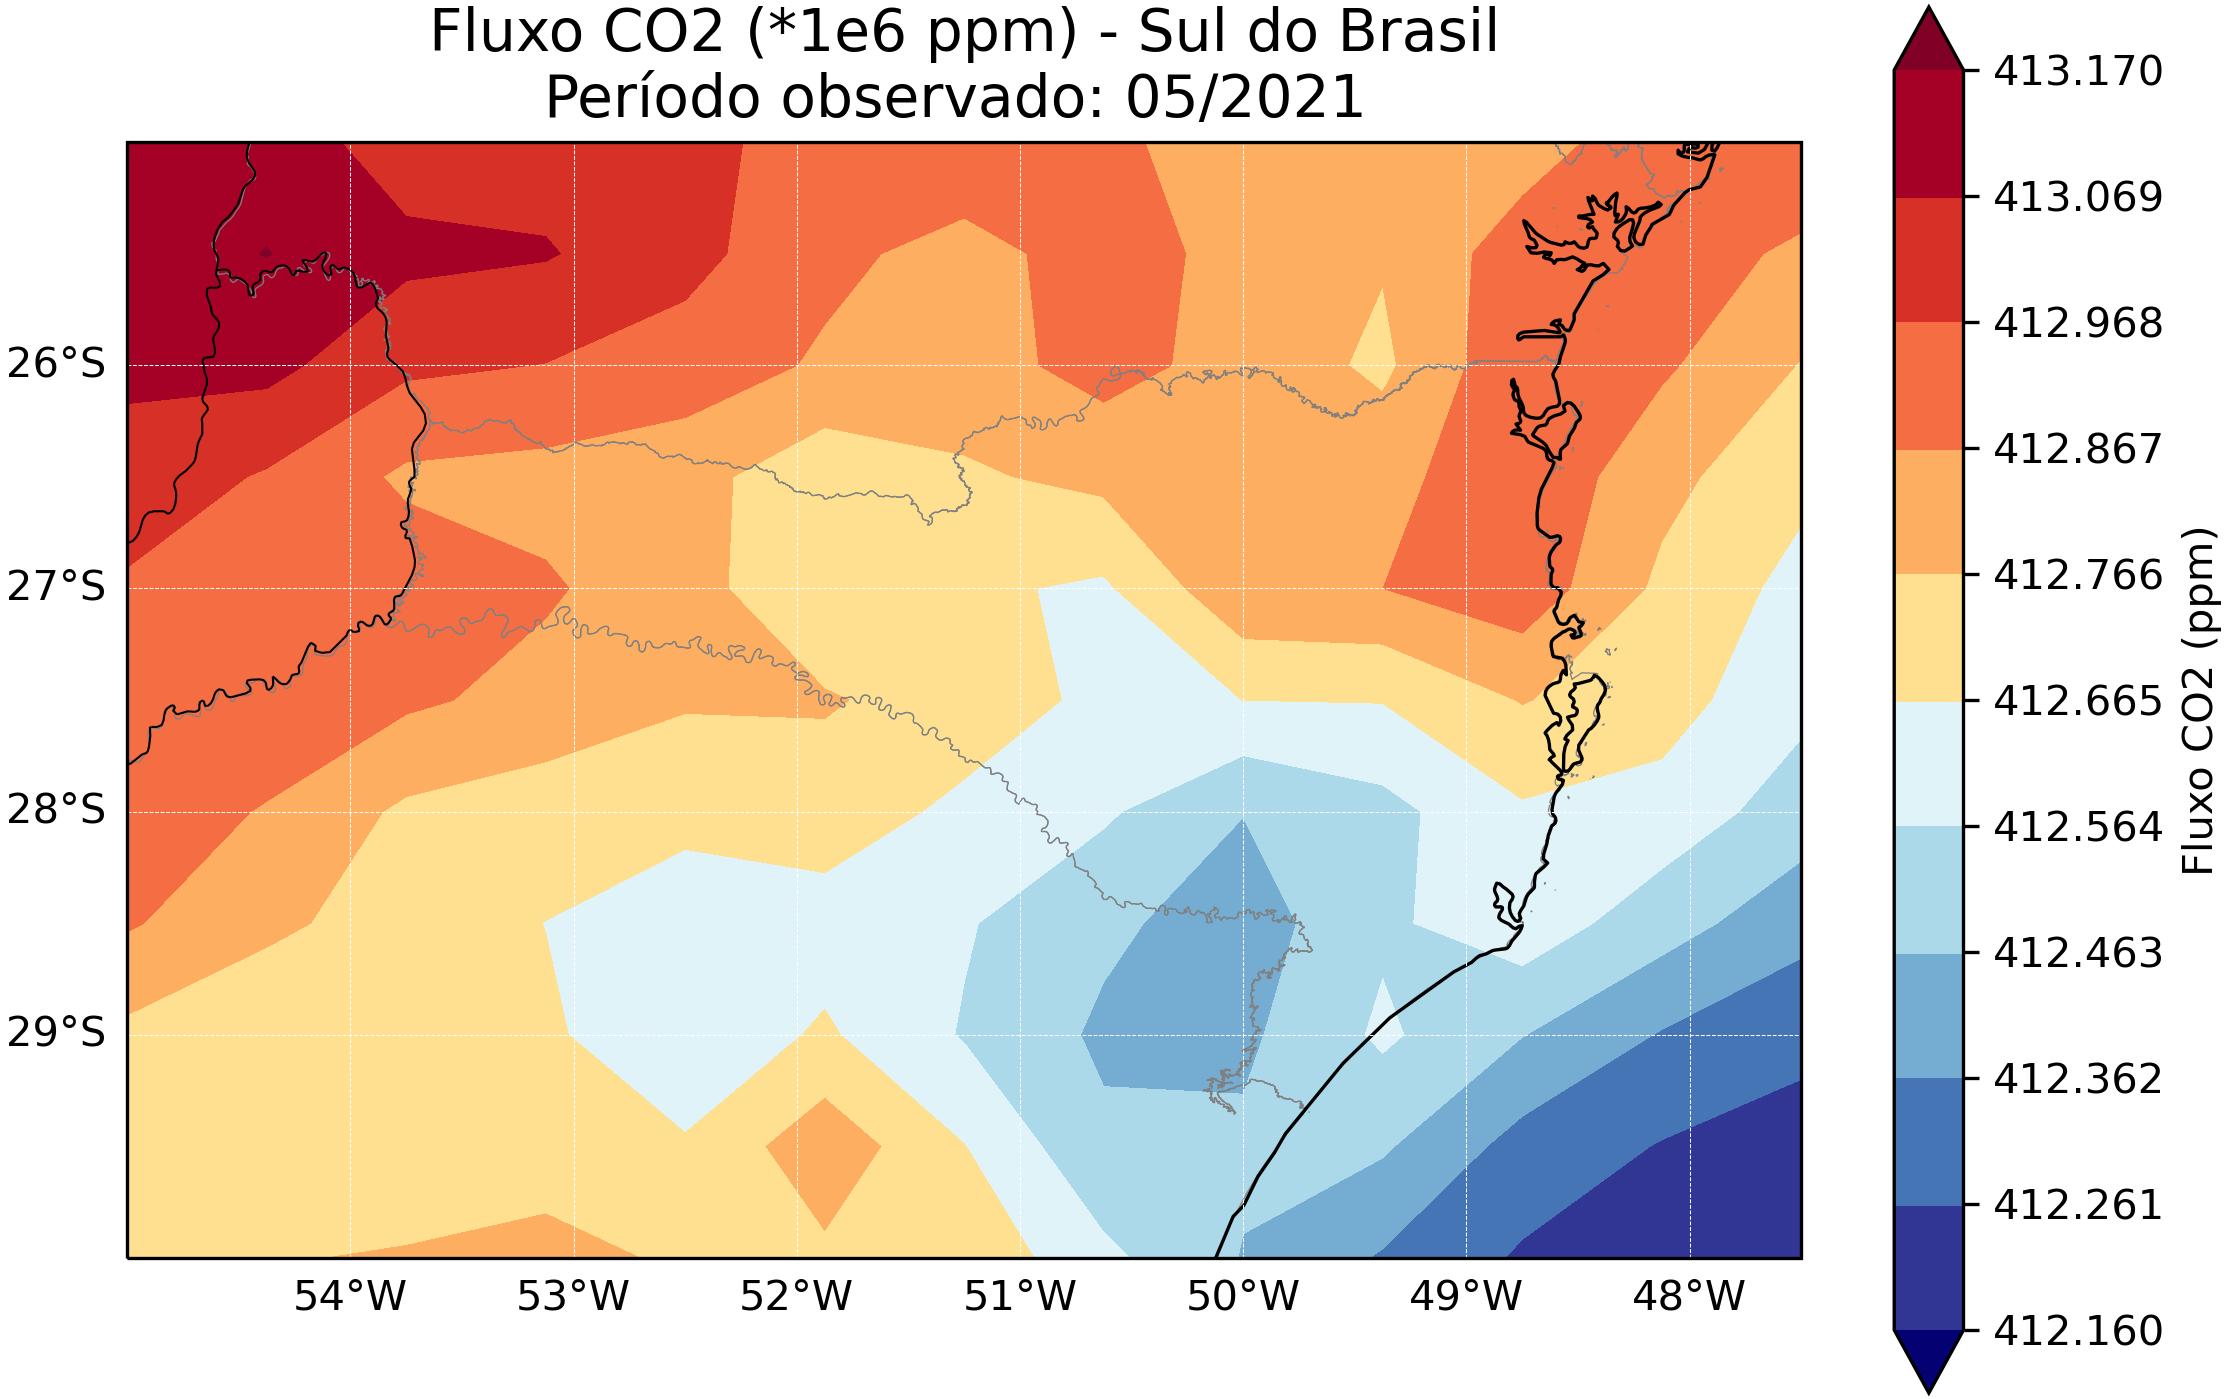 Fluxo CO2 (*1e6 ppm) - Sul do Brasil
Período observado: 05/2021
413.170
413.069
412.968
412.867
412.766
412.665
412.564
412.463
412.362
412.261
412.160
Fluxo CO2 (ppm)
26°S
27°S
28°S
29°S
54°W
53°W
52°W
51°W
50°W
49°W
48°W